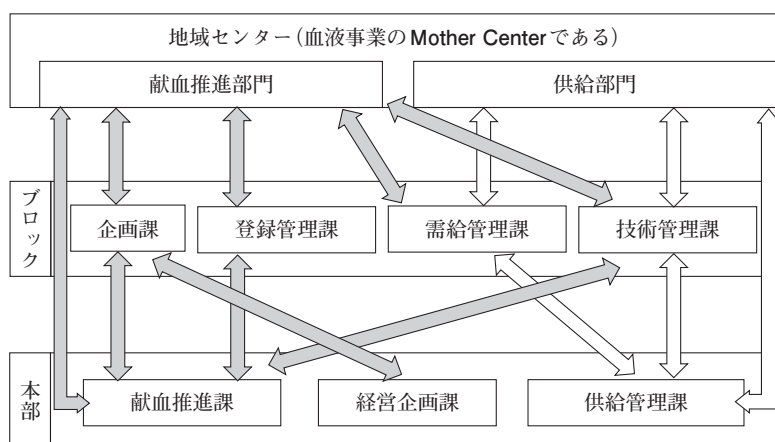 地域センター(血液事業のMother Centerである)
献血推進部門
供給部門
ブロック
企画課
登録管理課
需給管理課
技術管理課
本部
献血推進課
経営企画課
供給管理課